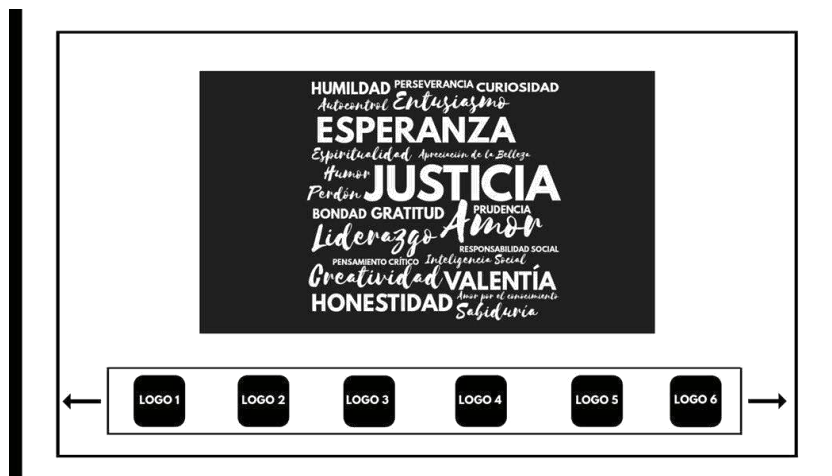 HUMILDAD PERSEVERANCIA CURIOSIDAD
Autocontrol Entusiasmo
ESPERANZA
Espiritualidad Apreciación de la Belleza
Humor
Perdón JUSTICIA
BONDAD GRATITUD Amor PRUDENCIA
Liderazgo RESPONSABILIDAD SOCIAL
PENSAMIENTO CRÍTICO Inteligencia Social
Creatividad VALENTÍA
HONESTIDAD Amor por el conocimiento
Sabiduría
LOGO 1 LOGO 2 LOGO 3 LOGO 4 LOGO 5 LOGO 6